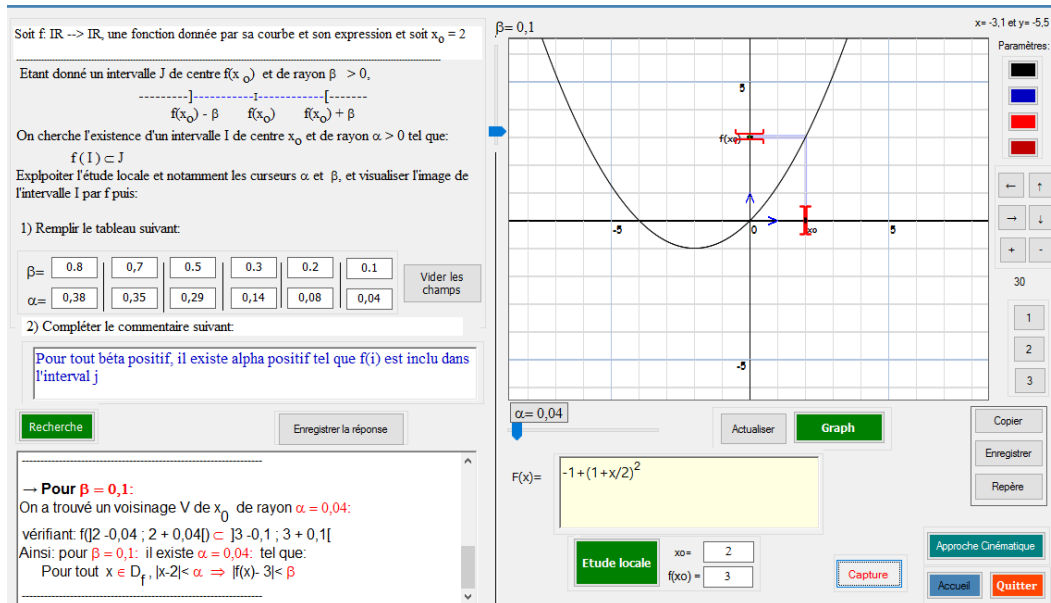 Soit f: IR --> IR, une fonction donnée par sa courbe et son expression et soit x₀ = 2
Etant donné un intervalle J de centre f(x ₀) et de rayon β > 0,
---------]-----------ɪ------------[-------
f(x₀) - β f(x₀) f(x₀) + β
On cherche l'existence d'un intervalle I de centre x₀ et de rayon α > 0 tel que:
f ( I ) ⊂ J
Explpoiter l'étude locale et notamment les curseurs α et β, et visualiser l'image de
l'intervalle I par f puis:
1) Remplir le tableau suivant:
β= 0.8 0,7 0.5 0.3 0.2 0.1
α= 0,38 0,35 0,29 0,14 0,08 0,04
Vider les
champs
2) Compléter le commentaire suivant:
Pour tout béta positif, il existe alpha positif tel que f(i) est inclu dans
l'interval j
Recherche
Enregistrer la réponse
→ Pour β = 0,1:
On a trouvé un voisinage V de x₀ de rayon α = 0,04:
vérifiant: f(]2 -0,04 ; 2 + 0,04[) ⊂ ]3 -0,1 ; 3 + 0,1[
Ainsi: pour β = 0,1: il existe α = 0,04: tel que:
Pour tout x ∈ D_f , |x-2|< α ⇒ |f(x)- 3|< β
β= 0,1
x= -3,1 et y= -5,5
Paramètres:
5
f(xo)
-5
0
xo
5
-5
← ↑
→ ↓
+ -
30
1
2
3
α= 0,04
Actualiser
Graph
Copier
Enregistrer
Repère
F(x)=
-1+(1+x/2)²
Etude locale
xo= 2
f(xo) = 3
Capture
Approche Cinématique
Accueil
Quitter